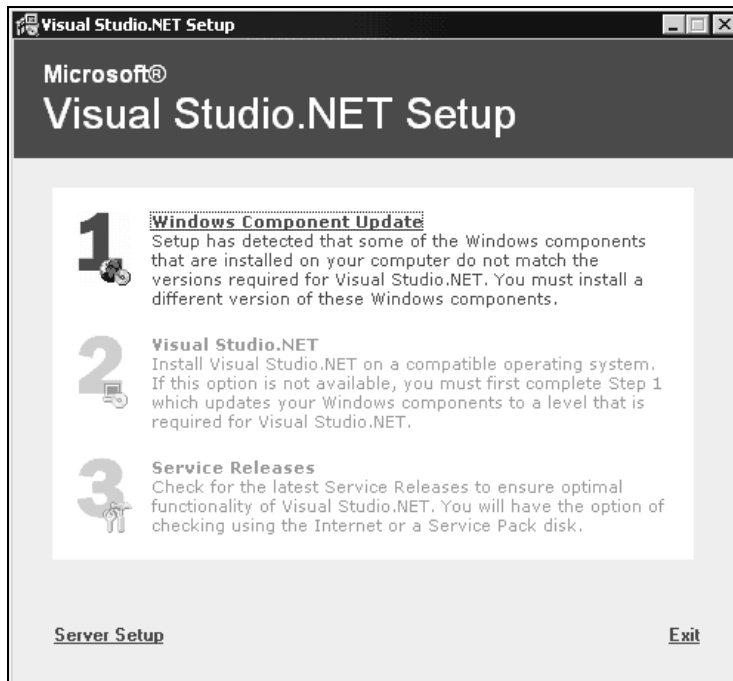 Visual Studio.NET Setup
Microsoft®
Visual Studio.NET Setup
1
Windows Component Update
Setup has detected that some of the Windows components
that are installed on your computer do not match the
versions required for Visual Studio.NET. You must install a
different version of these Windows components.
2
Visual Studio.NET
Install Visual Studio.NET on a compatible operating system.
If this option is not available, you must first complete Step 1
which updates your Windows components to a level that is
required for Visual Studio.NET.
3
Service Releases
Check for the latest Service Releases to ensure optimal
functionality of Visual Studio.NET. You will have the option of
checking using the Internet or a Service Pack disk.
Server Setup
Exit